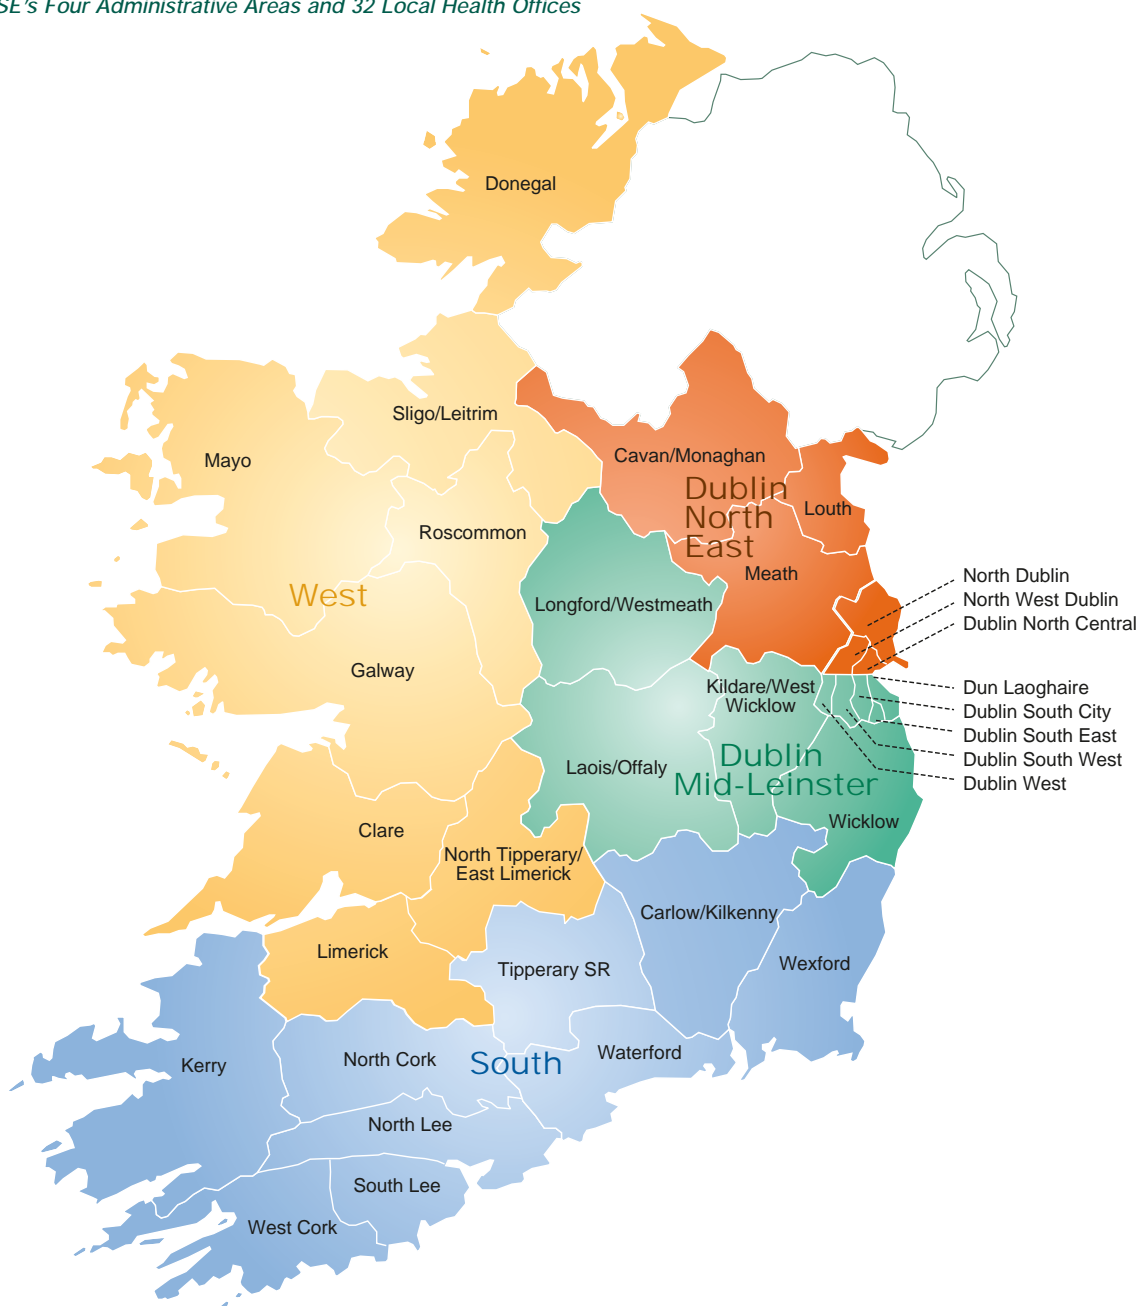 SE's Four Administrative Areas and 32 Local Health Offices
Donegal
Sligo/Leitrim
Mayo
Cavan/Monaghan
Dublin
North
East
Louth
Roscommon
Meath
West
Longford/Westmeath
North Dublin
North West Dublin
Dublin North Central
Galway
Kildare/West
Wicklow
Dun Laoghaire
Dublin South City
Dublin South East
Dublin South West
Dublin West
Laois/Offaly
Dublin
Mid-Leinster
Clare
Wicklow
North Tipperary/
East Limerick
Carlow/Kilkenny
Limerick
Tipperary SR
Wexford
Kerry
North Cork
South
Waterford
North Lee
South Lee
West Cork